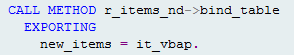 CALL METHOD r_items_nd->bind_table
EXPORTING
new_items = it_vbap.